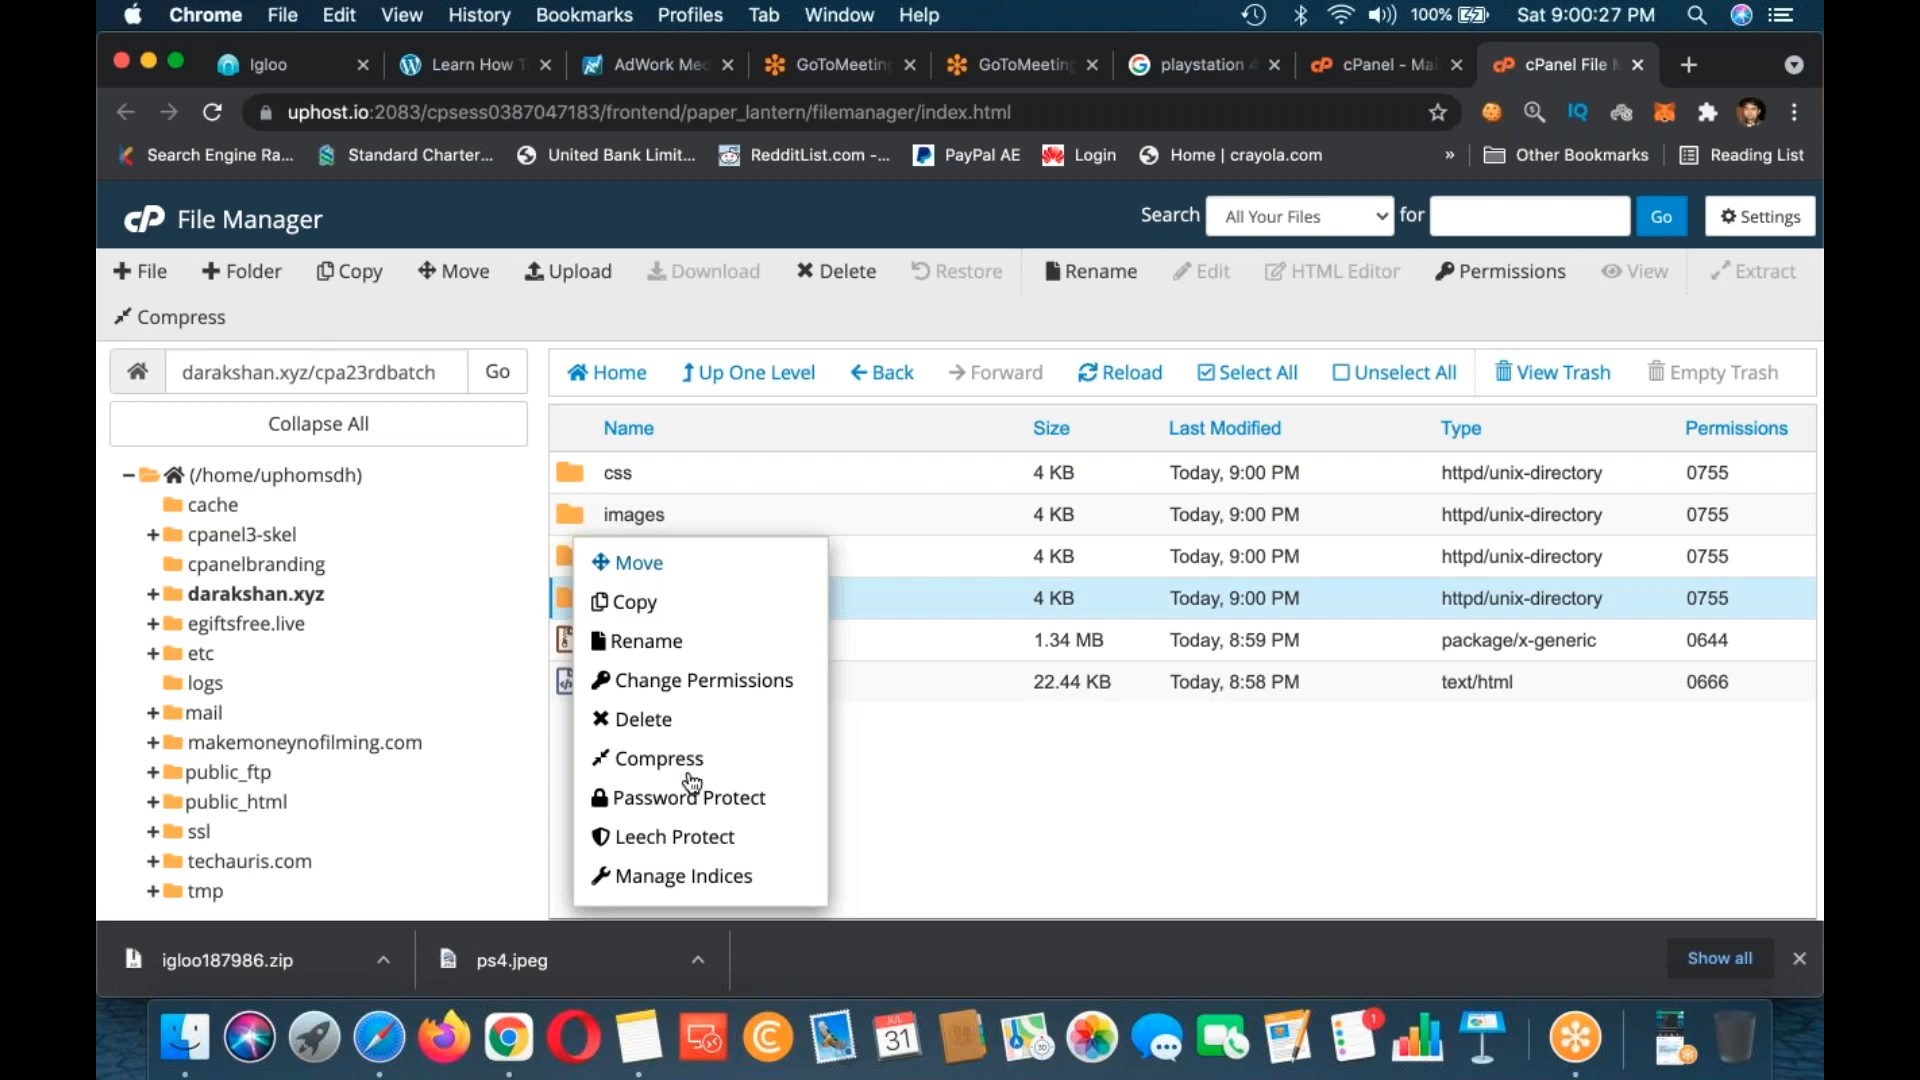 Chrome File Edit View History Bookmarks Profiles Tab Window Help 100% Sat 9:00:27 PM
Igloo Learn How T AdWork Med GoToMeeting GoToMeeting playstation 4 cPanel - Mai cPanel File M
uphost.io:2083/cpsess0387047183/frontend/paper_lantern/filemanager/index.html IQ
Search Engine Ra... Standard Charter... United Bank Limit... RedditList.com -... PayPal AE Login Home | crayola.com » Other Bookmarks Reading List
cP File Manager Search All Your Files for Go Settings
File Folder Copy Move Upload Download Delete Restore Rename Edit HTML Editor Permissions View Extract
Compress
darakshan.xyz/cpa23rdbatch Go Home Up One Level Back Forward Reload Select All Unselect All View Trash Empty Trash
Collapse All
Name Size Last Modified Type Permissions
(/home/uphomsdh)
cache
cpanel3-skel
cpanelbranding
darakshan.xyz
egiftsfree.live
etc
logs
mail
makemoneynofilming.com
public_ftp
public_html
ssl
techauris.com
tmp
css 4 KB Today, 9:00 PM httpd/unix-directory 0755
images 4 KB Today, 9:00 PM httpd/unix-directory 0755
4 KB Today, 9:00 PM httpd/unix-directory 0755
4 KB Today, 9:00 PM httpd/unix-directory 0755
1.34 MB Today, 8:59 PM package/x-generic 0644
22.44 KB Today, 8:58 PM text/html 0666
Move
Copy
Rename
Change Permissions
Delete
Compress
Password Protect
Leech Protect
Manage Indices
igloo187986.zip ps4.jpeg Show all
JUL
31
3D
1